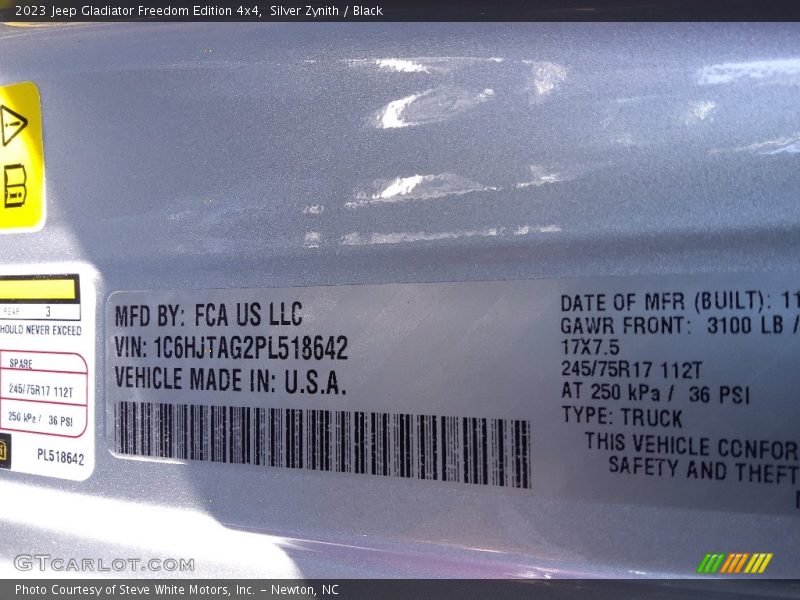 2023 Jeep Gladiator Freedom Edition 4x4, Silver Zynith / Black
REAR 3
HOULD NEVER EXCEED
SPARE
245/75R17 112T
250 kPa / 36 PSI
PL518642
MFD BY: FCA US LLC
VIN: 1C6HJTAG2PL518642
VEHICLE MADE IN: U.S.A.
DATE OF MFR (BUILT): 11
GAWR FRONT: 3100 LB /
17X7.5
245/75R17 112T
AT 250 kPa / 36 PSI
TYPE: TRUCK
THIS VEHICLE CONFOR
SAFETY AND THEFT
GTCARLOT.COM
Photo Courtesy of Steve White Motors, Inc. – Newton, NC